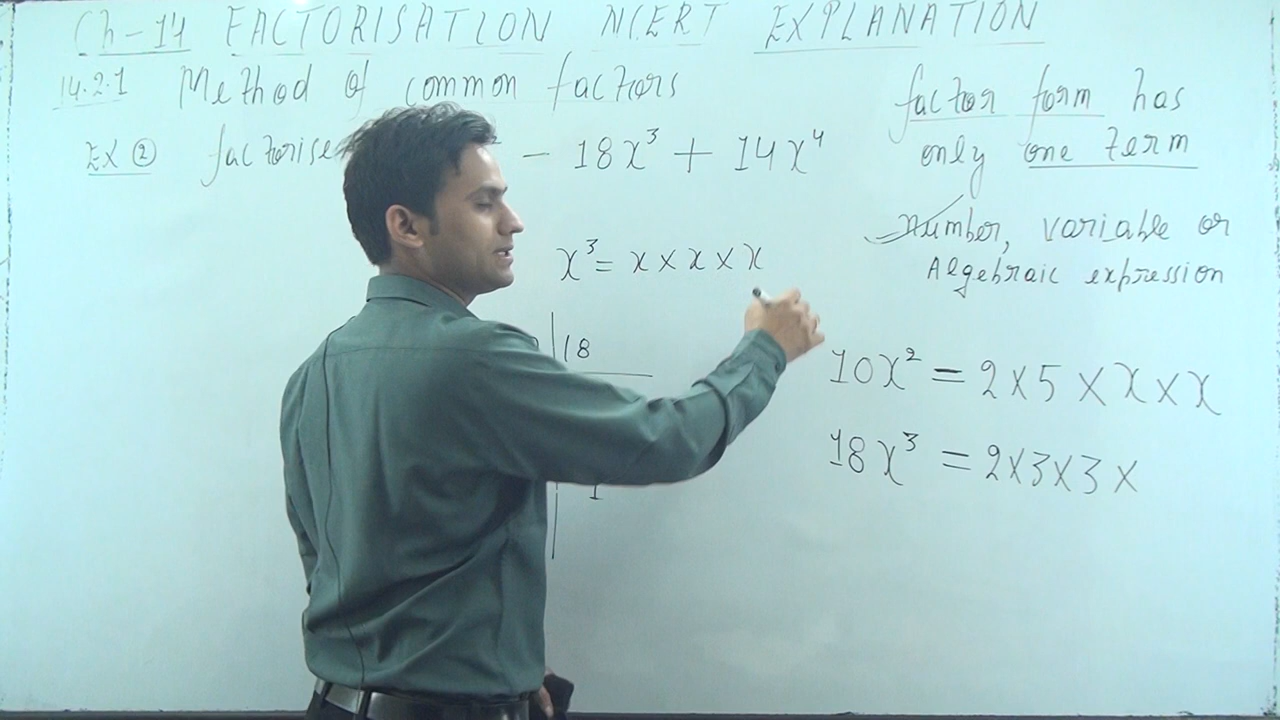 Ch-14 FACTORISATION NCERT EXPLANATION
14.2.1 Method of common factors
Ex ② factorise - 18x³ + 14x⁴
factor form has
only one term
Number, variable or
Algebraic expression
x³ = x × x × x
18
1
10x² = 2×5 × x × x
18x³ = 2×3×3 ×